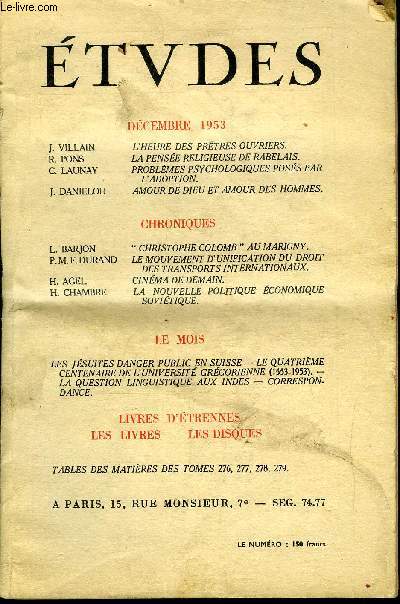 Le-livre.com
ÉTVDES
DÉCEMBRE 1953
J. VILLAIN L'HEURE DES PRÊTRES OUVRIERS.
R. PONS LA PENSÉE RELIGIEUSE DE RABELAIS.
C. LAUNAY PROBLÈMES PSYCHOLOGIQUES POSÉS PAR
L'ADOPTION.
J. DANIELOR AMOUR DE DIEU ET AMOUR DES HOMMES.
CHRONIQUES
L. BARJON " CHRISTOPHE COLOMB " AU MARIGNY.
P.M.E DURAND LE MOUVEMENT D'UNIFICATION DU DROIT
DES TRANSPORTS INTERNATIONAUX.
H. AGEL CINÉMA DE DEMAIN.
H. CHAMBRE LA NOUVELLE POLITIQUE ÉCONOMIQUE
SOVIÉTIQUE.
LE MOIS
LES JÉSUITES DANGER PUBLIC EN SUISSE — LE QUATRIÈME
CENTENAIRE DE L'UNIVERSITÉ GRÉGORIENNE (1553-1953). —
LA QUESTION LINGUISTIQUE AUX INDES — CORRESPON-
DANCE.
LIVRES D'ÉTRENNES
LES LIVRES LES DISQUES
TABLES DES MATIÈRES DES TOMES 276, 277, 278, 279.
A PARIS, 15, RUE MONSIEUR, 7e — SEG. 74.77
LE NUMÉRO : 150 francs